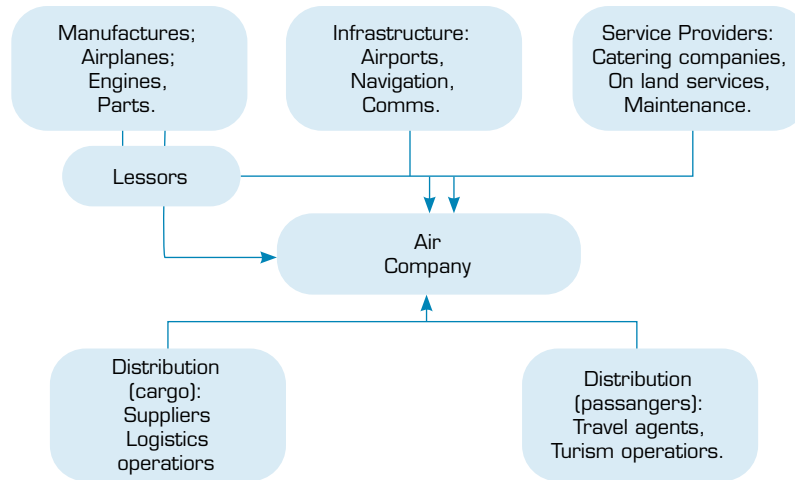 Manufactures;
Airplanes;
Engines,
Parts.
Infrastructure:
Airports,
Navigation,
Comms.
Service Providers:
Catering companies,
On land services,
Maintenance.
Lessors
Air
Company
Distribution
(cargo):
Suppliers
Logistics
operatiors
Distribution
(passangers):
Travel agents,
Turism operatiors.